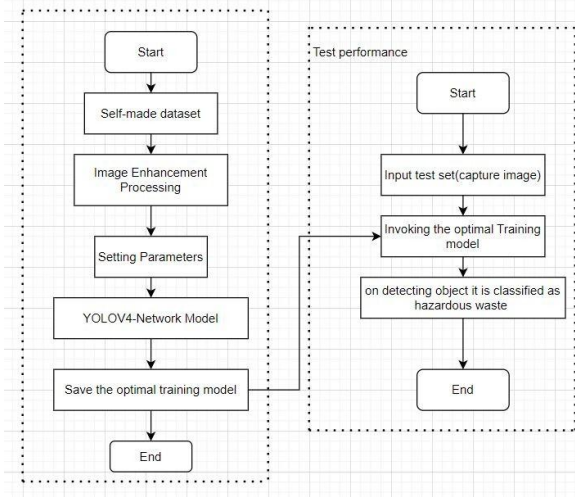 Start
Self-made dataset
Image Enhancement
Processing
Setting Parameters
YOLOV4-Network Model
Save the optimal training model
End
Test performance
Start
Input test set(capture image)
Invoking the optimal Training
model
on detecting object it is classified as
hazardous waste
End